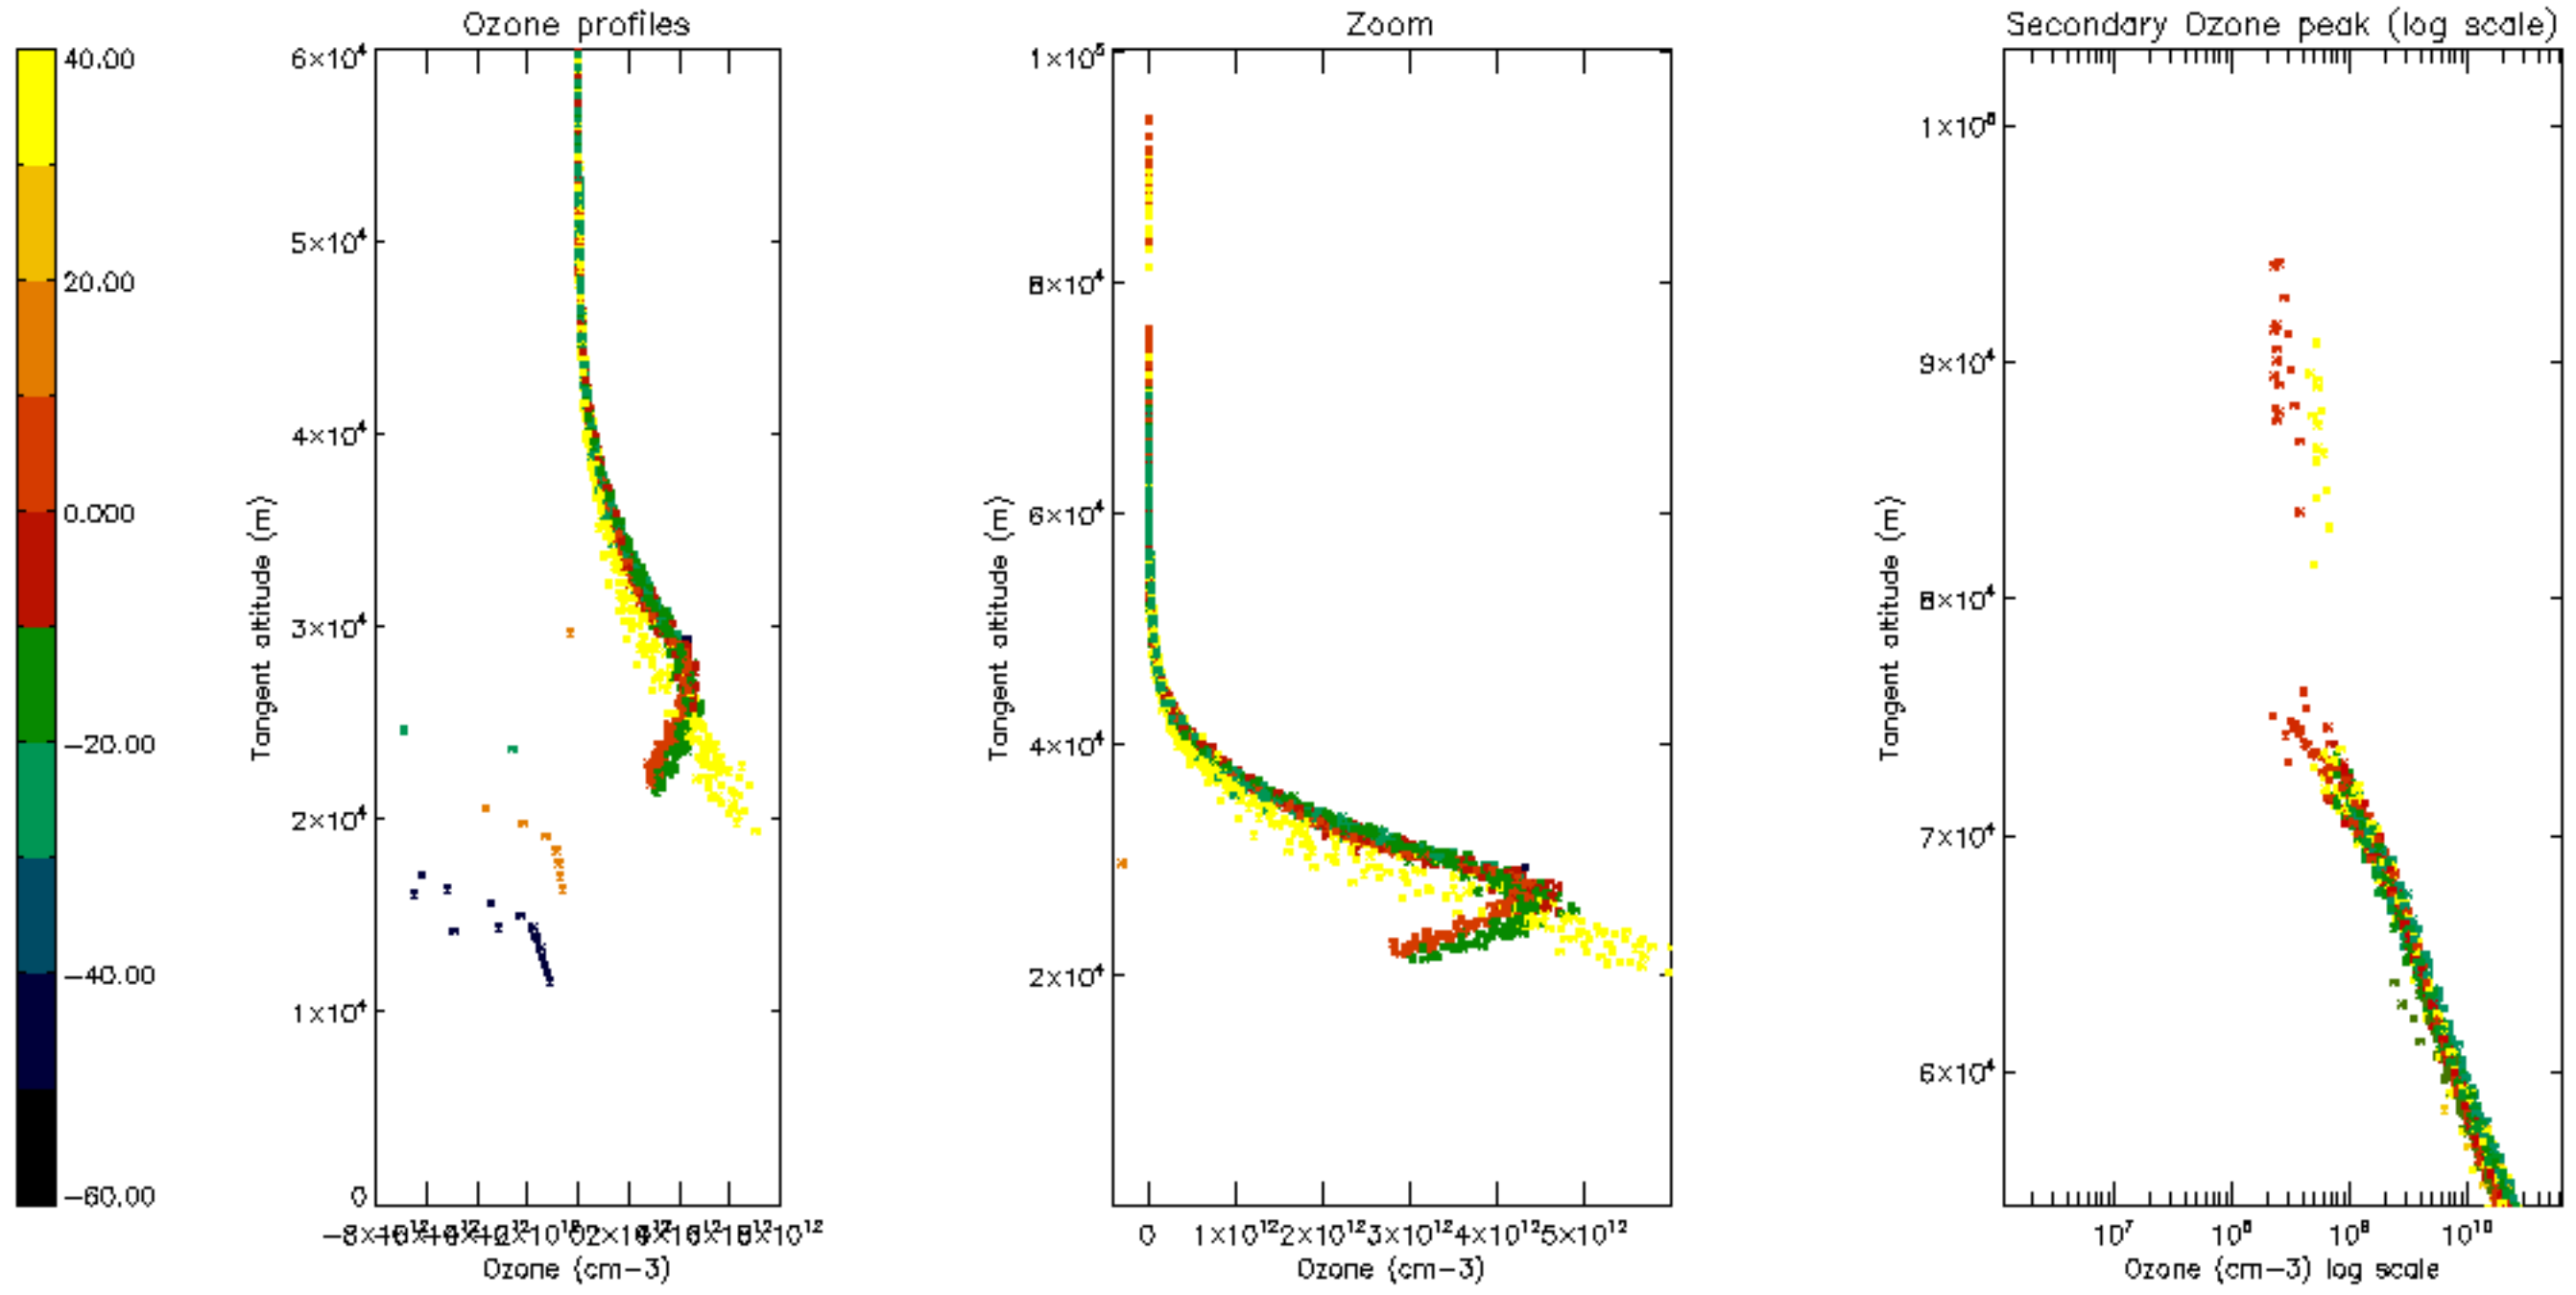 Ozone profiles
Zoom
Secondary Ozone peak (log scale)
40.00
20.00
0.000
−20.00
−40.00
−60.00
6×10⁴
5×10⁴
4×10⁴
3×10⁴
2×10⁴
1×10⁴
0
Tangent altitude (m)
Ozone (cm−3)
1×10⁵
8×10⁴
6×10⁴
4×10⁴
2×10⁴
Tangent altitude (m)
0 1×10¹² 2×10¹² 3×10¹² 4×10¹² 5×10¹²
Ozone (cm−3)
1×10⁵
9×10⁴
8×10⁴
7×10⁴
6×10⁴
Tangent altitude (m)
10⁷ 10⁸ 10⁹ 10¹⁰
Ozone (cm−3) log scale